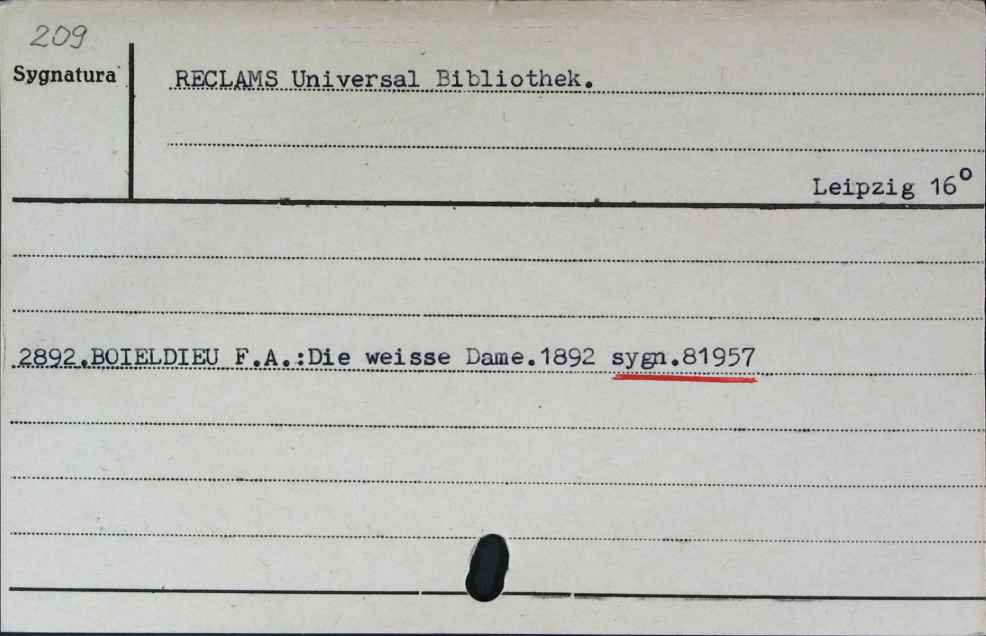 209
Sygnatura
RECLAMS Universal Bibliothek.
Leipzig 16°
2892.BOIELDIEU F.A.:Die weisse Dame.1892 sygn.81957